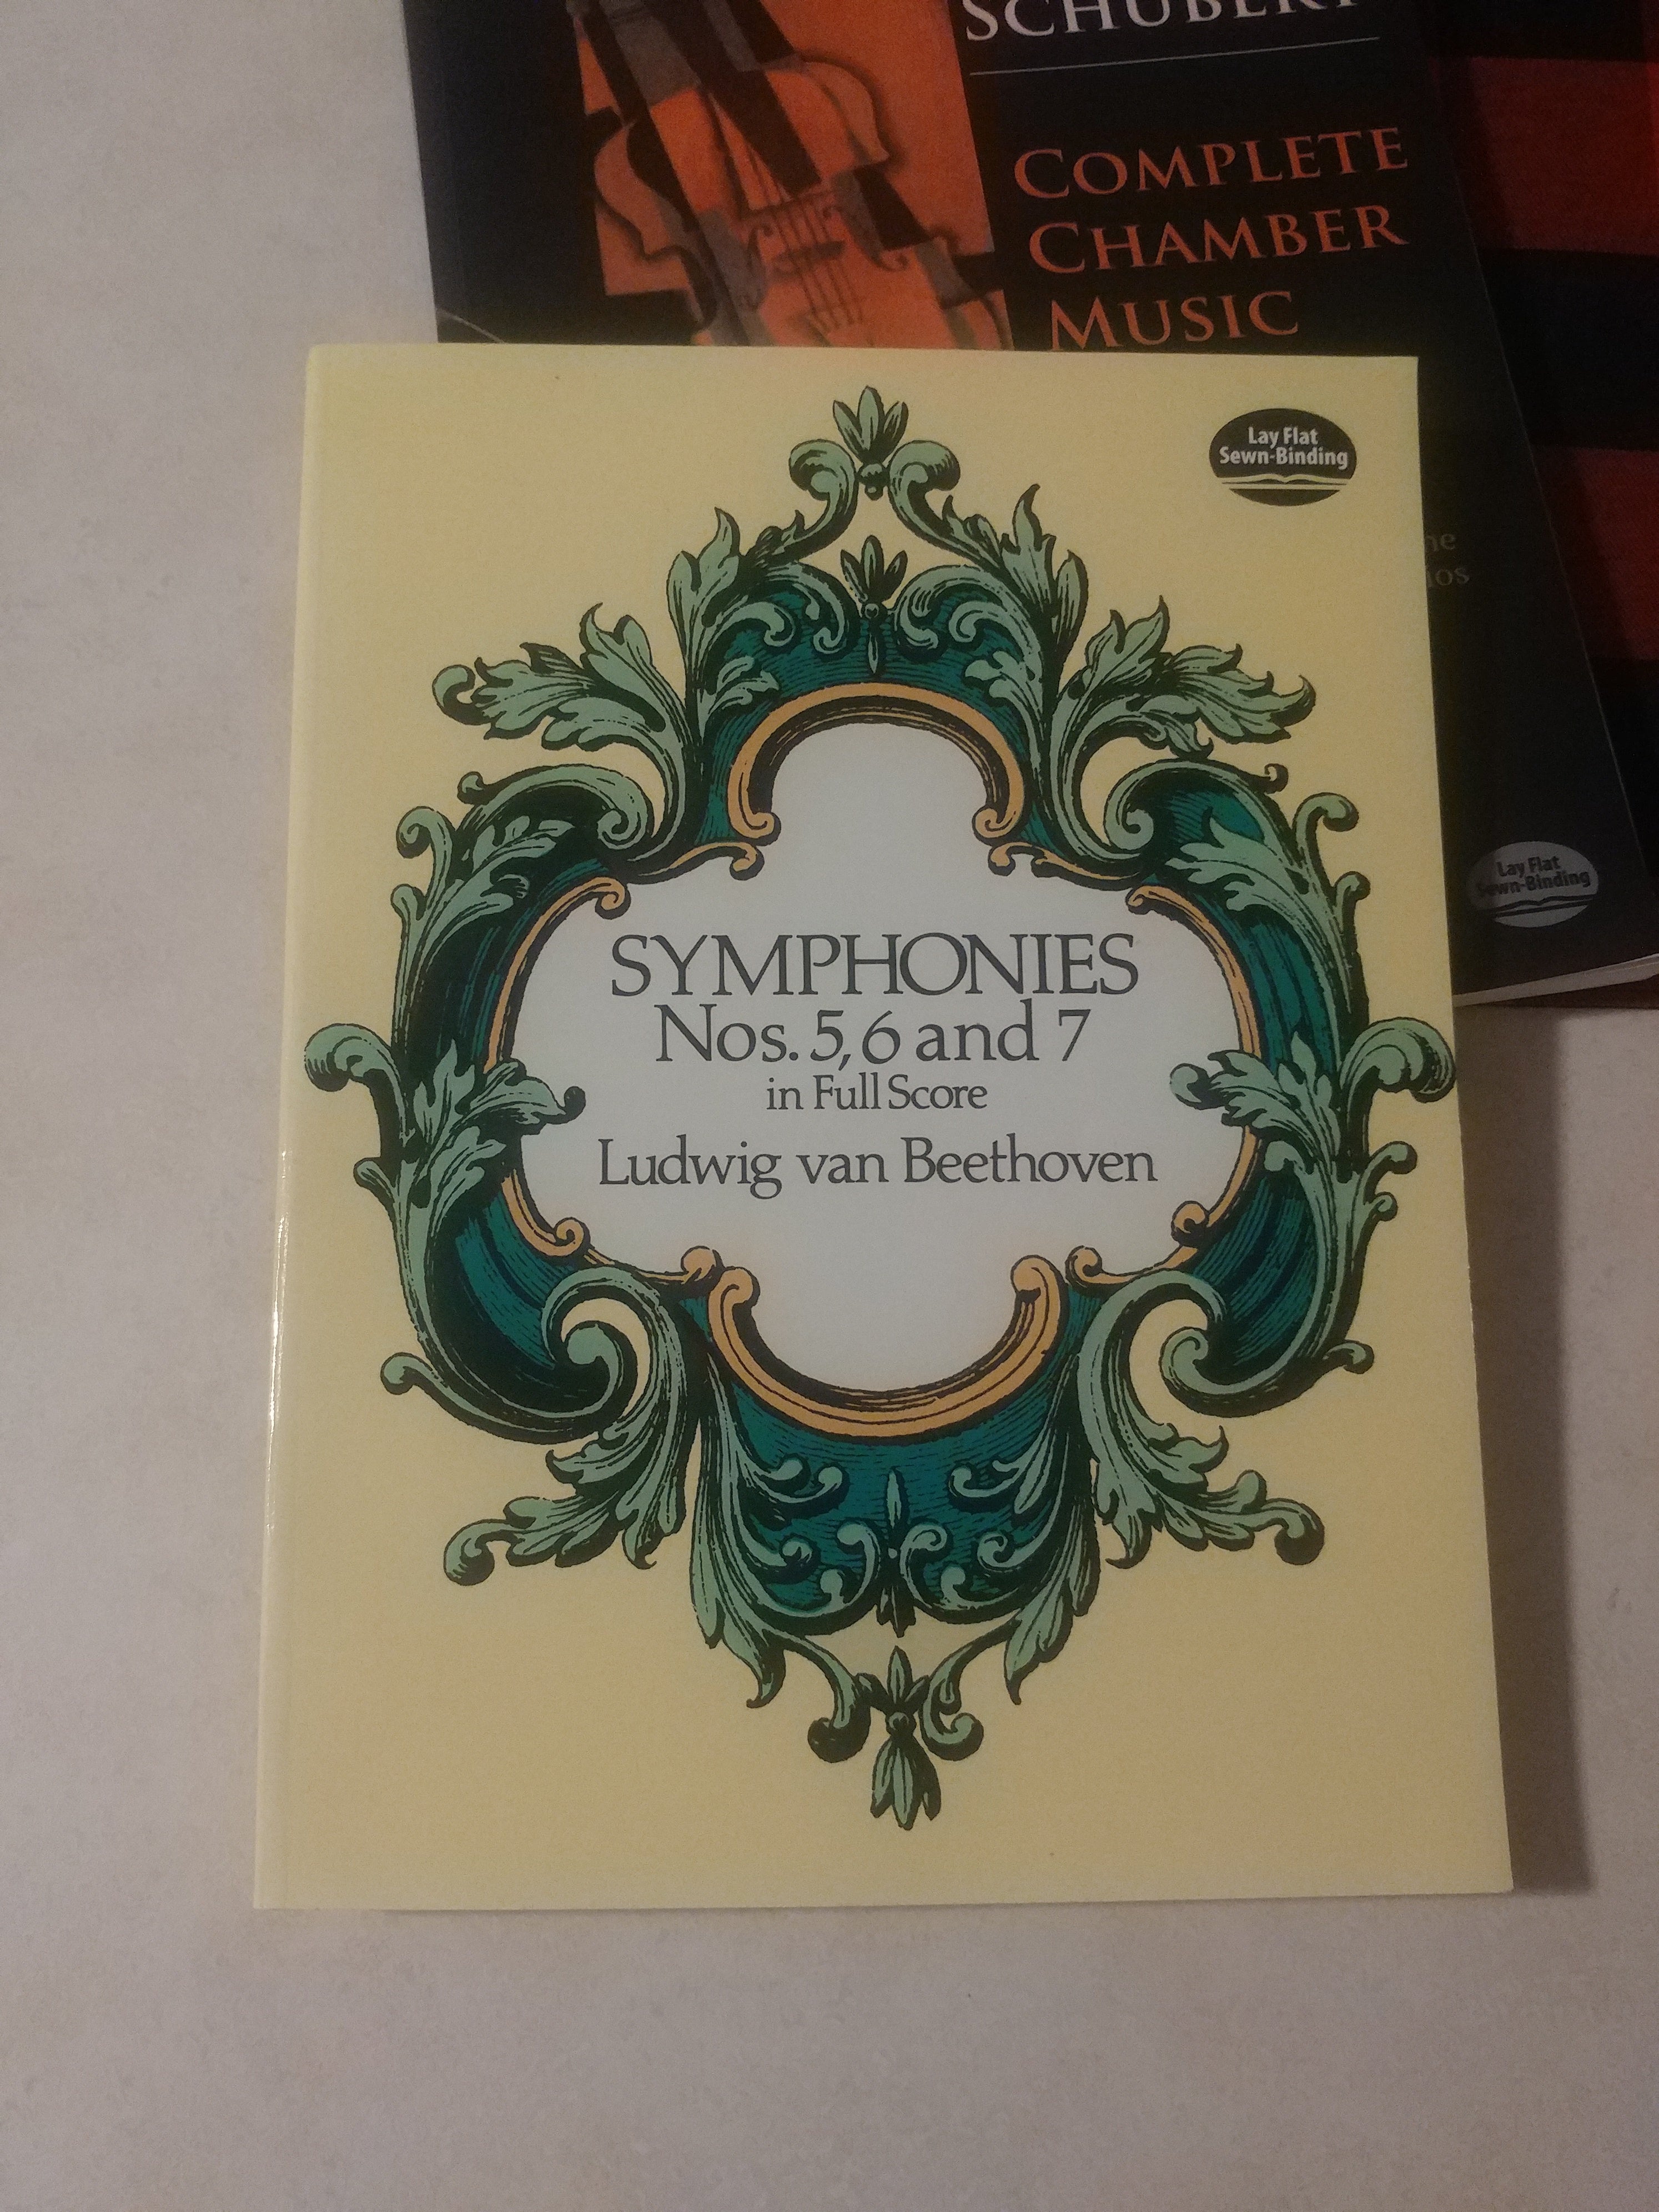 SCHUBERT
COMPLETE
CHAMBER
MUSIC
Lay Flat
Sewn-Binding
SYMPHONIES
Nos. 5, 6 and 7
in Full Score
Ludwig van Beethoven
Lay Flat
Sewn-Binding